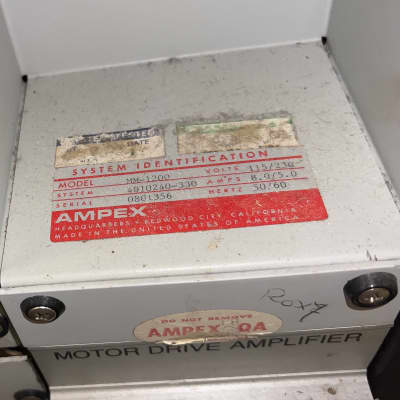 DATE
SYSTEM IDENTIFICATION
MODEL MM-1200 VOLTS 115/230
SYSTEM 4010240-330 AMPS 8.0/5.0
SERIAL 0801356 HERTZ 50/60
AMPEX
HEADQUARTERS • REDWOOD CITY, CALIFORNIA
MADE IN THE UNITED STATES OF AMERICA
Roxy
DO NOT REMOVE
AMPEX QA
MOTOR DRIVE AMPLIFIER